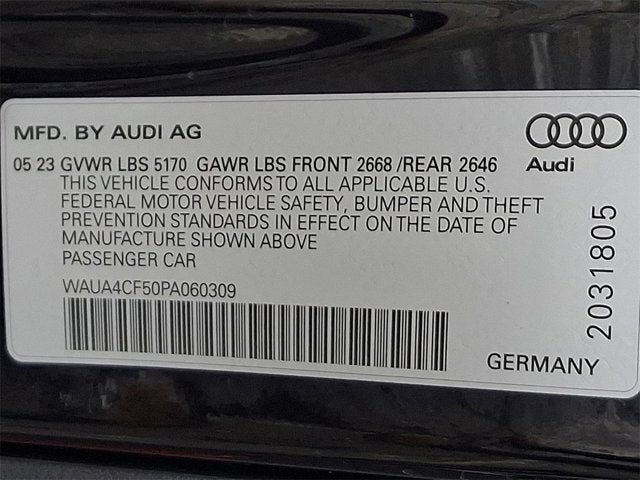 MFD. BY AUDI AG
05 23 GVWR LBS 5170 GAWR LBS FRONT 2668 /REAR 2646
Audi
THIS VEHICLE CONFORMS TO ALL APPLICABLE U.S.
FEDERAL MOTOR VEHICLE SAFETY, BUMPER AND THEFT
PREVENTION STANDARDS IN EFFECT ON THE DATE OF
MANUFACTURE SHOWN ABOVE
PASSENGER CAR
WAUA4CF50PA060309
2031805
GERMANY